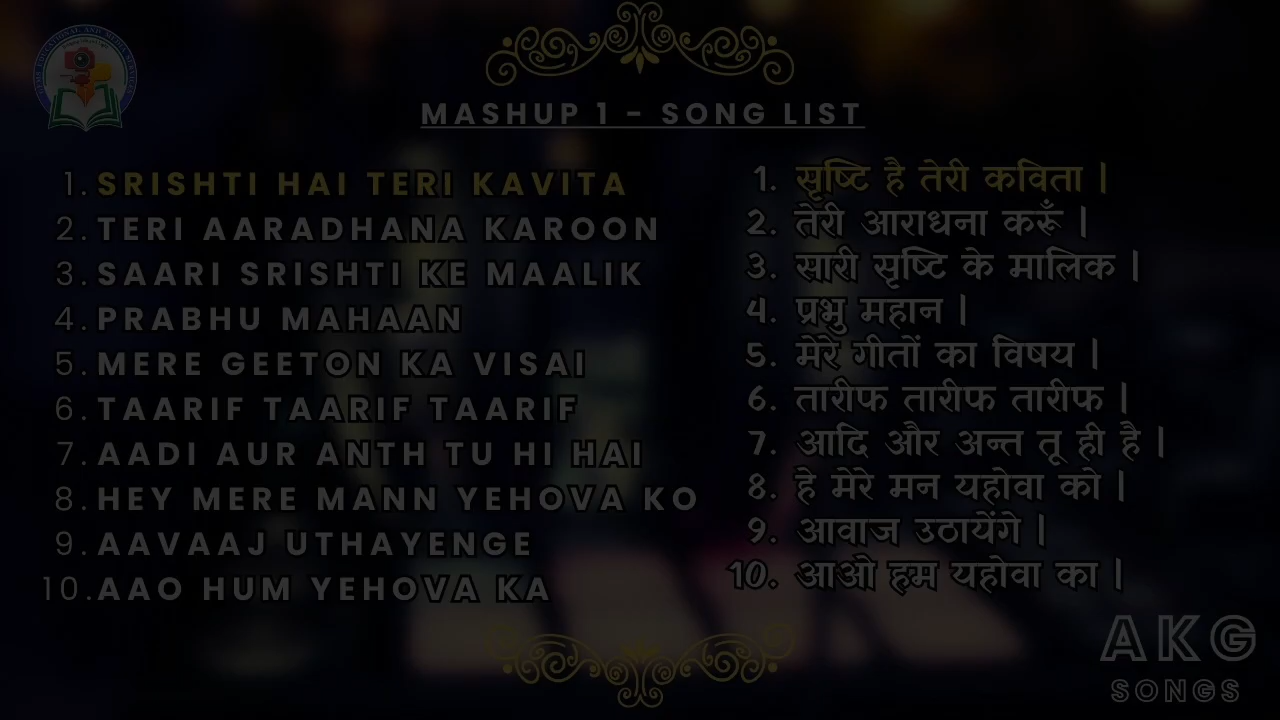 MASHUP 1 - SONG LIST
1. SRISHTI HAI TERI KAVITA
2. TERI AARADHANA KAROON
3. SAARI SRISHTI KE MAALIK
4. PRABHU MAHAAN
5. MERE GEETON KA VISAI
6. TAARIF TAARIF TAARIF
7. AADI AUR ANTH TU HI HAI
8. HEY MERE MANN YEHOVA KO
9. AAVAAJ UTHAYENGE
10. AAO HUM YEHOVA KA
1. सृष्टि है तेरी कविता |
2. तेरी आराधना करूँ |
3. सारी सृष्टि के मालिक |
4. प्रभु महान |
5. मेरे गीतों का विषय |
6. तारीफ तारीफ तारीफ |
7. आदि और अन्त तू ही है |
8. हे मेरे मन यहोवा को |
9. आवाज उठायेंगे |
10. आओ हम यहोवा का |
AKG
SONGS